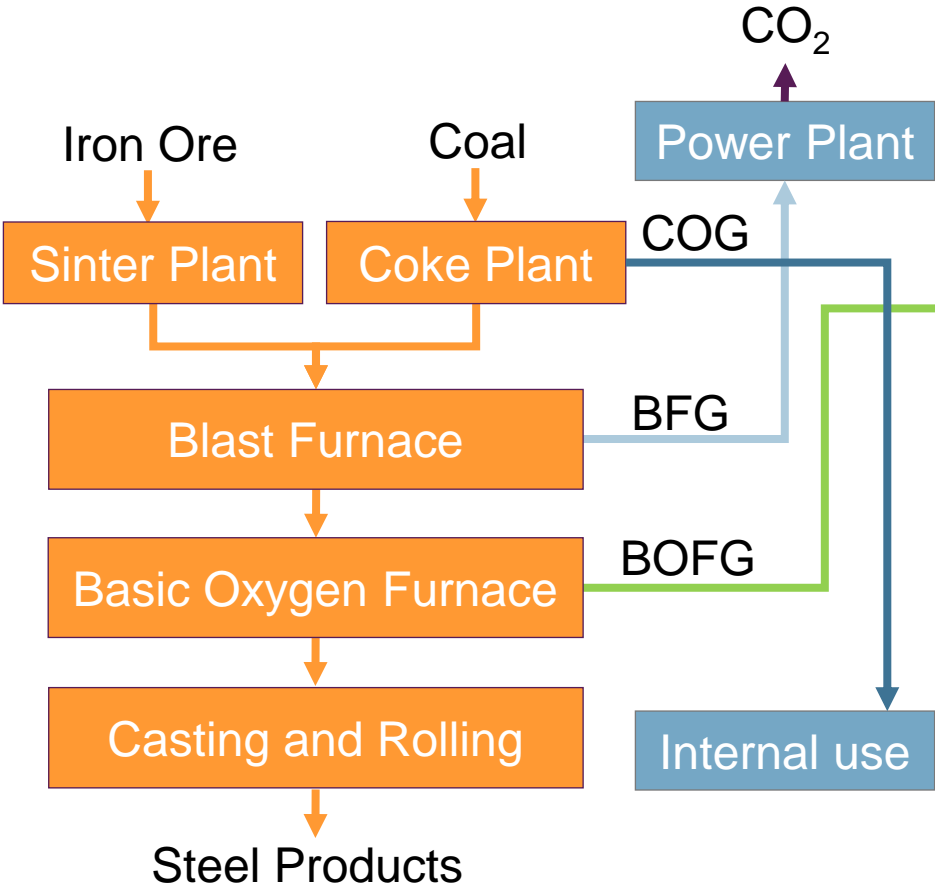 CO₂
Power Plant
Iron Ore
Coal
Sinter Plant
Coke Plant
COG
Blast Furnace
BFG
Basic Oxygen Furnace
BOFG
Casting and Rolling
Internal use
Steel Products